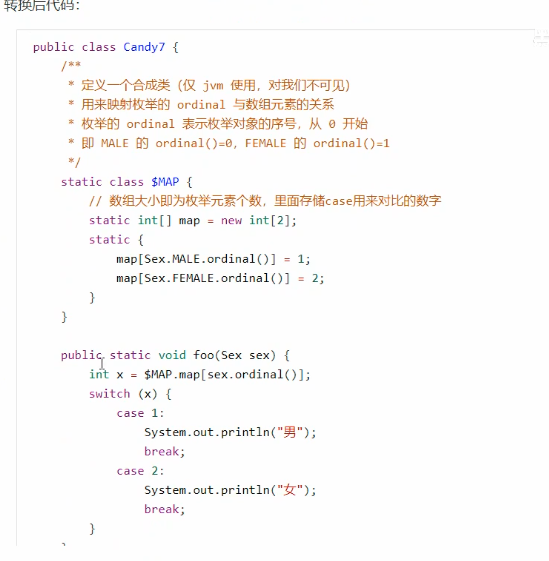 转换后代码：
public class Candy7 {
    /**
     * 定义一个合成类（仅 jvm 使用，对我们不可见）
     * 用来映射枚举的 ordinal 与数组元素的关系
     * 枚举的 ordinal 表示枚举对象的序号，从 0 开始
     * 即 MALE 的 ordinal()=0, FEMALE 的 ordinal()=1
     */
    static class $MAP {
        // 数组大小即为枚举元素个数，里面存储case用来对比的数字
        static int[] map = new int[2];
        static {
            map[Sex.MALE.ordinal()] = 1;
            map[Sex.FEMALE.ordinal()] = 2;
        }
    }
    public static void foo(Sex sex) {
        int x = $MAP.map[sex.ordinal()];
        switch (x) {
            case 1:
                System.out.println("男");
                break;
            case 2:
                System.out.println("女");
                break;
        }